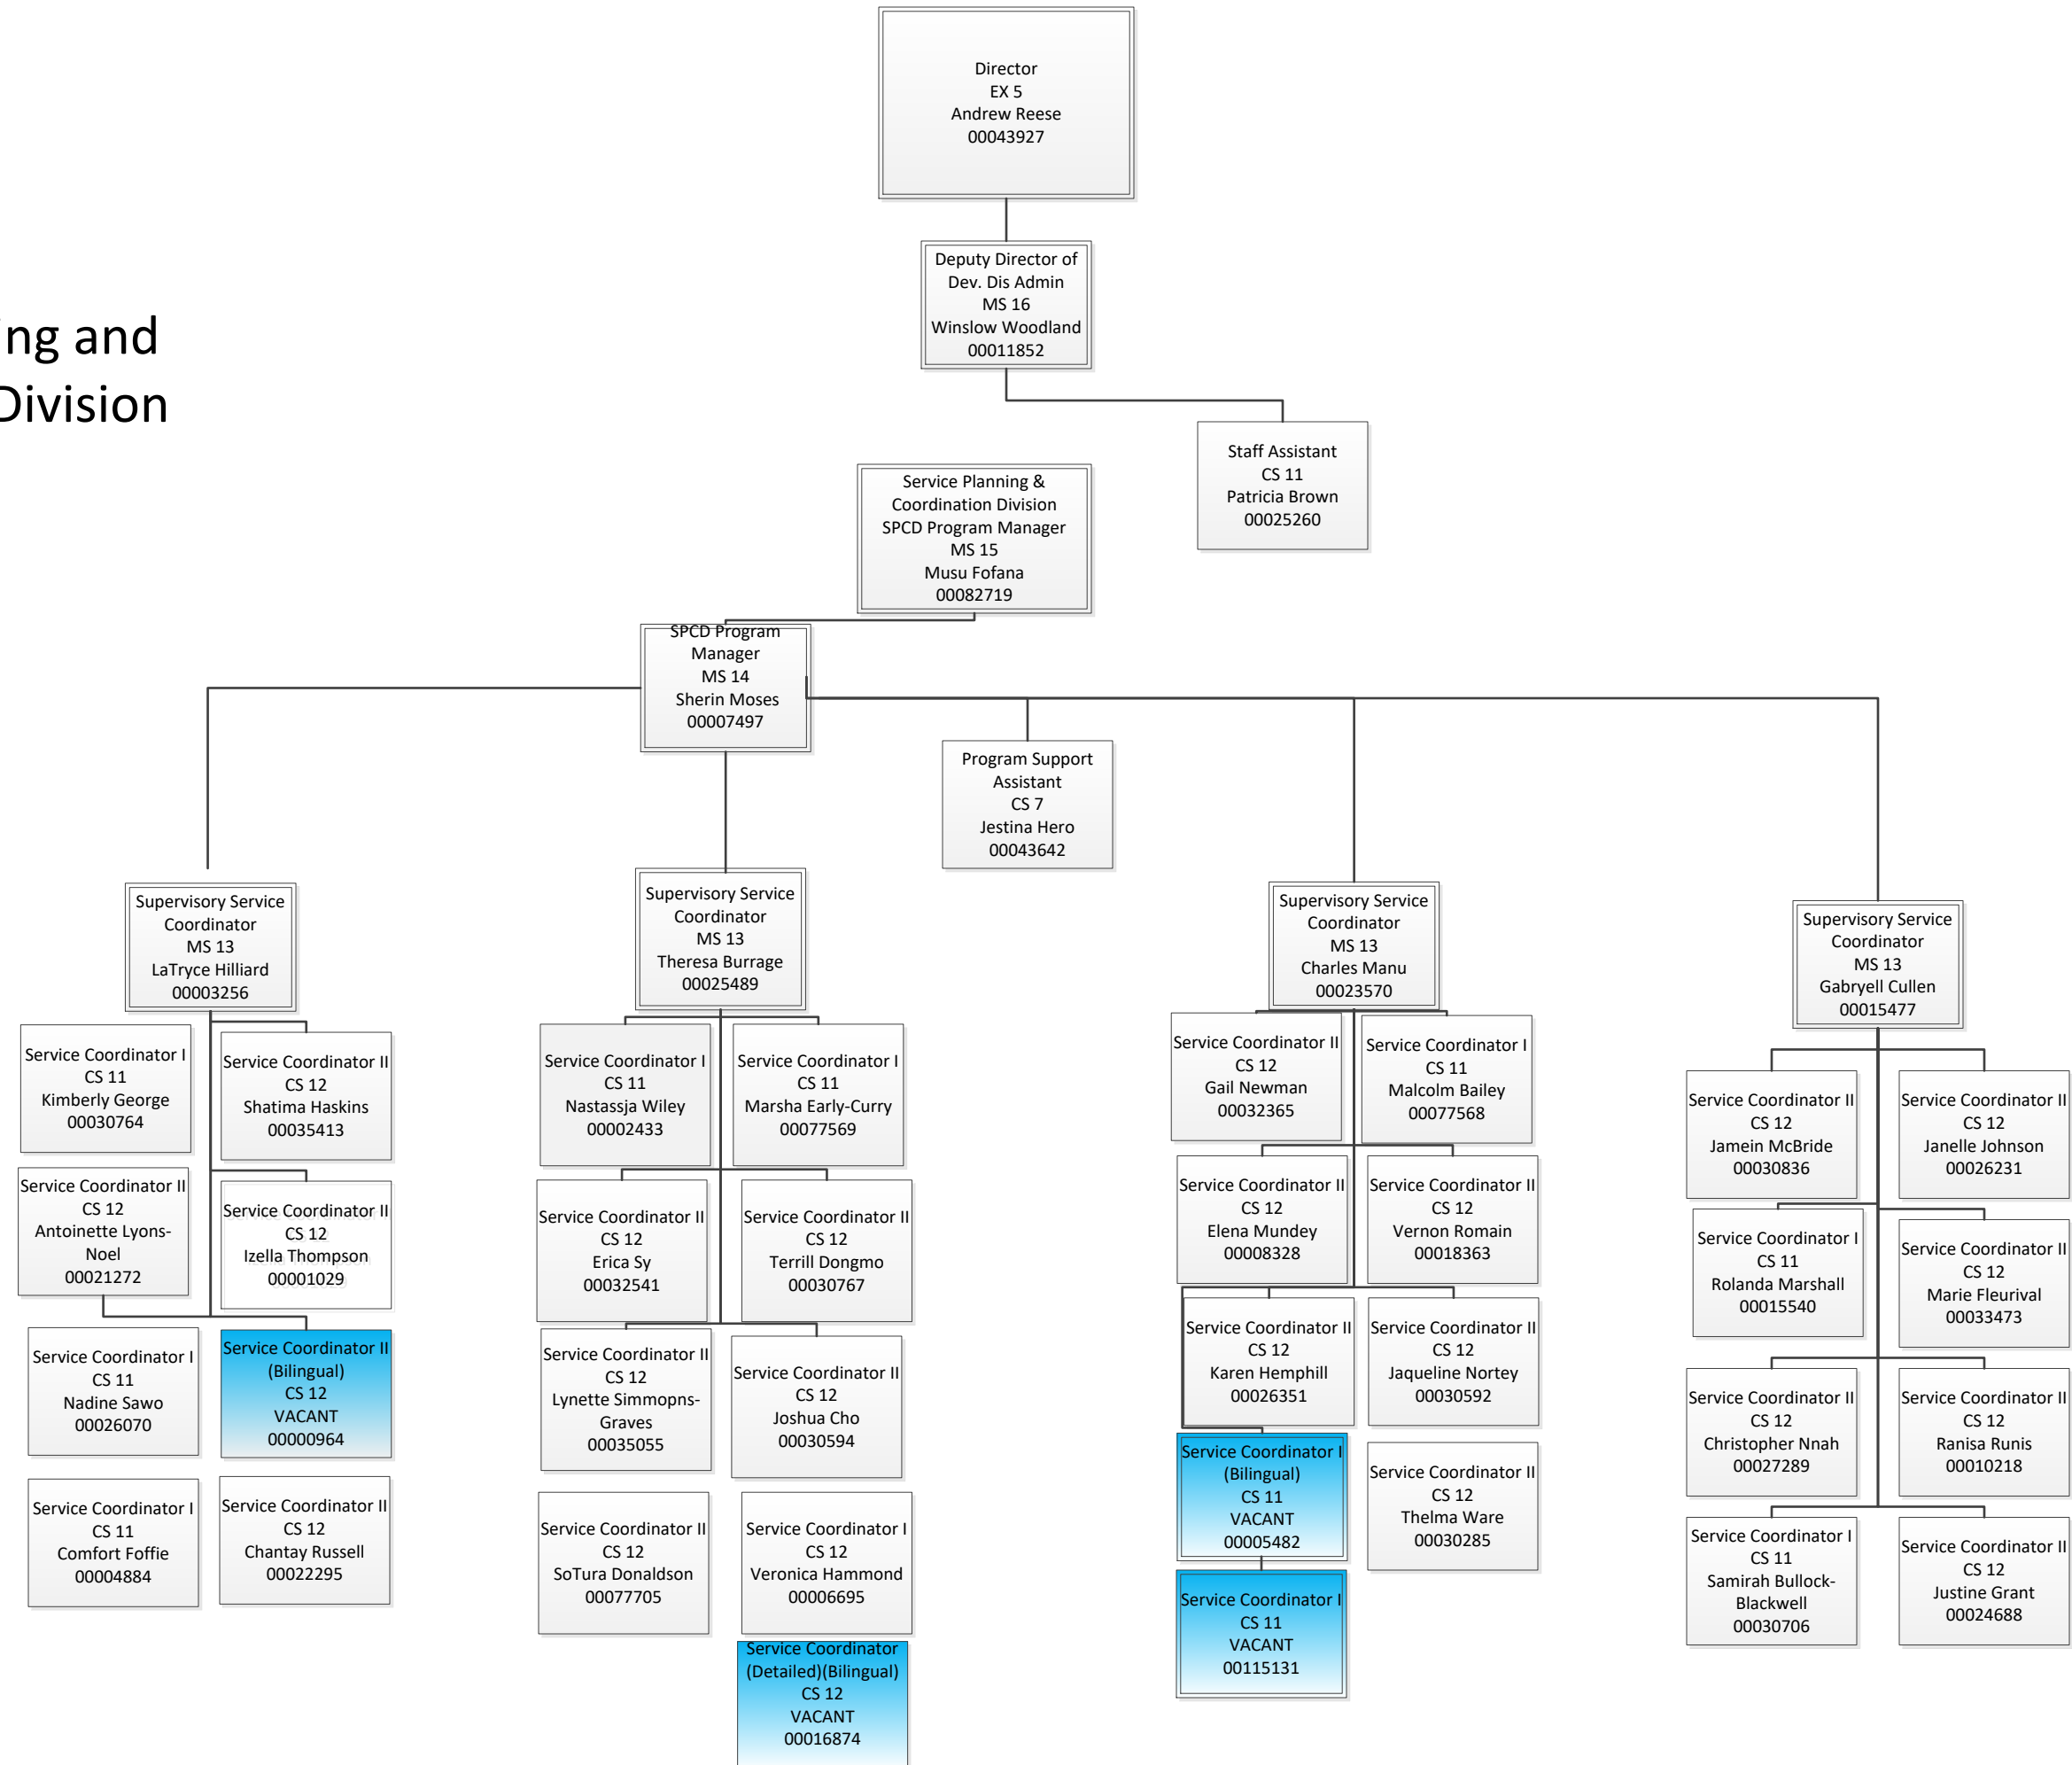 Director
EX 5
Andrew Reese
00043927
Deputy Director of
Dev. Dis Admin
MS 16
Winslow Woodland
00011852
ng and
Division
Staff Assistant
CS 11
Patricia Brown
00025260
Service Planning &
Coordination Division
SPCD Program Manager
MS 15
Musu Fofana
00082719
SPCD Program
Manager
MS 14
Sherin Moses
00007497
Program Support
Assistant
CS 7
Jestina Hero
00043642
Supervisory Service
Coordinator
MS 13
LaTryce Hilliard
00003256
Service Coordinator I
CS 11
Kimberly George
00030764
Service Coordinator II
CS 12
Shatima Haskins
00035413
Service Coordinator II
CS 12
Antoinette Lyons-
Noel
00021272
Service Coordinator II
CS 12
Izella Thompson
00001029
Service Coordinator I
CS 11
Nadine Sawo
00026070
Service Coordinator II
(Bilingual)
CS 12
VACANT
00000964
Service Coordinator I
CS 11
Comfort Foffie
00004884
Service Coordinator II
CS 12
Chantay Russell
00022295
Supervisory Service
Coordinator
MS 13
Theresa Burrage
00025489
Service Coordinator I
CS 11
Nastassja Wiley
00002433
Service Coordinator I
CS 11
Marsha Early-Curry
00077569
Service Coordinator II
CS 12
Erica Sy
00032541
Service Coordinator II
CS 12
Terrill Dongmo
00030767
Service Coordinator II
CS 12
Lynette Simmopns-
Graves
00035055
Service Coordinator II
CS 12
Joshua Cho
00030594
Service Coordinator II
CS 12
SoTura Donaldson
00077705
Service Coordinator I
CS 12
Veronica Hammond
00006695
Service Coordinator
(Detailed)(Bilingual)
CS 12
VACANT
00016874
Supervisory Service
Coordinator
MS 13
Charles Manu
00023570
Service Coordinator II
CS 12
Gail Newman
00032365
Service Coordinator I
CS 11
Malcolm Bailey
00077568
Service Coordinator II
CS 12
Elena Mundey
00008328
Service Coordinator II
CS 12
Vernon Romain
00018363
Service Coordinator II
CS 12
Karen Hemphill
00026351
Service Coordinator II
CS 12
Jaqueline Nortey
00030592
Service Coordinator I
(Bilingual)
CS 11
VACANT
00005482
Service Coordinator II
CS 12
Thelma Ware
00030285
Service Coordinator I
CS 11
VACANT
00115131
Supervisory Service
Coordinator
MS 13
Gabryell Cullen
00015477
Service Coordinator II
CS 12
Jamein McBride
00030836
Service Coordinator II
CS 12
Janelle Johnson
00026231
Service Coordinator I
CS 11
Rolanda Marshall
00015540
Service Coordinator II
CS 12
Marie Fleurival
00033473
Service Coordinator II
CS 12
Christopher Nnah
00027289
Service Coordinator II
CS 12
Ranisa Runis
00010218
Service Coordinator I
CS 11
Samirah Bullock-
Blackwell
00030706
Service Coordinator II
CS 12
Justine Grant
00024688